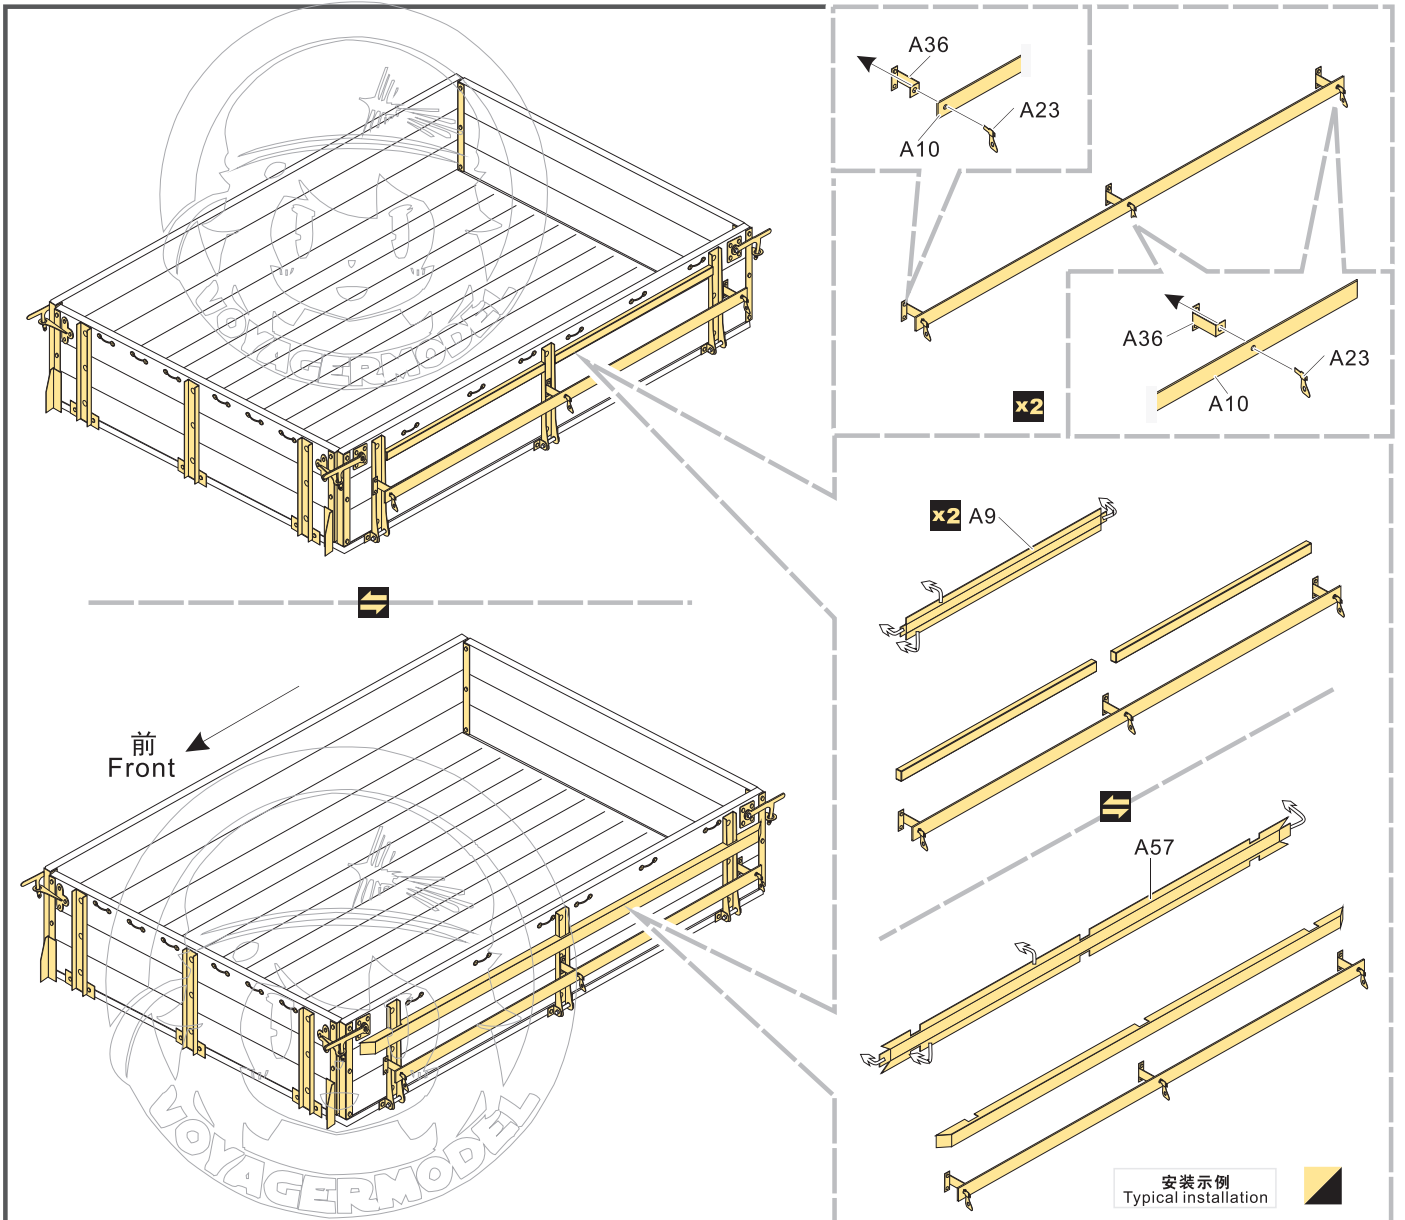 A36
A23
A10
A36
A23
A10
x2
x2 A9
前
Front
A57
安装示例
Typical installation
VOYAGERMODEL
VOYAGERMODEL